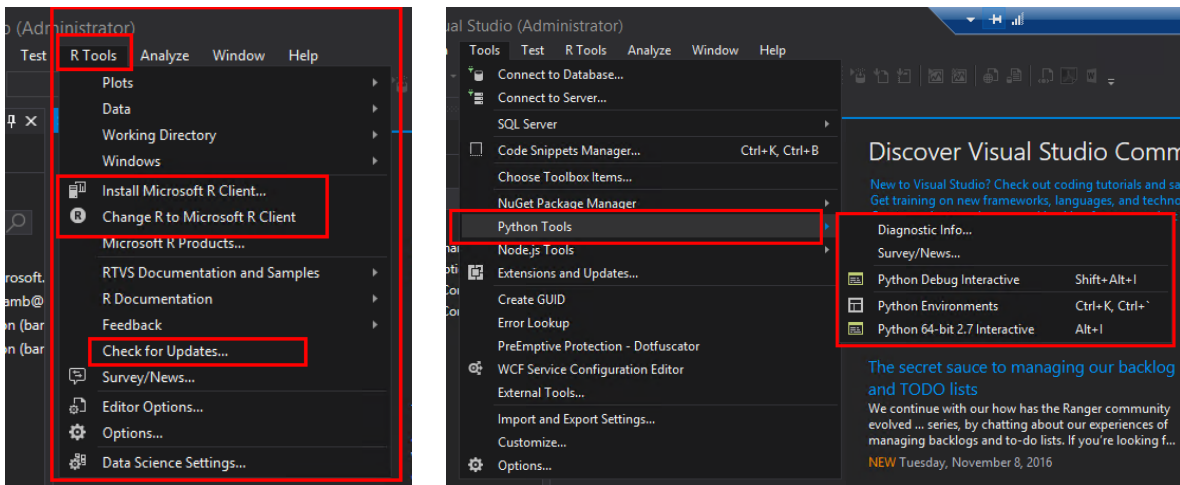 o (Administrator)
Test R Tools Analyze Window Help
Plots
Data
Working Directory
Windows
Install Microsoft R Client...
R Change R to Microsoft R Client
Microsoft R Products...
RTVS Documentation and Samples
rosoft.
amb@
R Documentation
on (bar
Feedback
on (bar
Check for Updates...
Survey/News...
Editor Options...
Options...
Data Science Settings...
ual Studio (Administrator)
Tools Test R Tools Analyze Window Help
Connect to Database...
Connect to Server...
SQL Server
Code Snippets Manager... Ctrl+K, Ctrl+B
Choose Toolbox Items...
NuGet Package Manager
Python Tools
Node.js Tools
Extensions and Updates...
Create GUID
Error Lookup
PreEmptive Protection - Dotfuscator
WCF Service Configuration Editor
External Tools...
Import and Export Settings...
Customize...
Options...
Discover Visual Studio Comm
New to Visual Studio? Check out coding tutorials and sa
Get training on new frameworks, languages, and techno
Diagnostic Info...
Survey/News...
Python Debug Interactive Shift+Alt+I
Python Environments Ctrl+K, Ctrl+`
Python 64-bit 2.7 Interactive Alt+I
The secret sauce to managing our backlog
and TODO lists
We continue with our how has the Ranger community
evolved ... series, by chatting about our experiences of
managing backlogs and to-do lists. If you're looking f...
NEW Tuesday, November 8, 2016